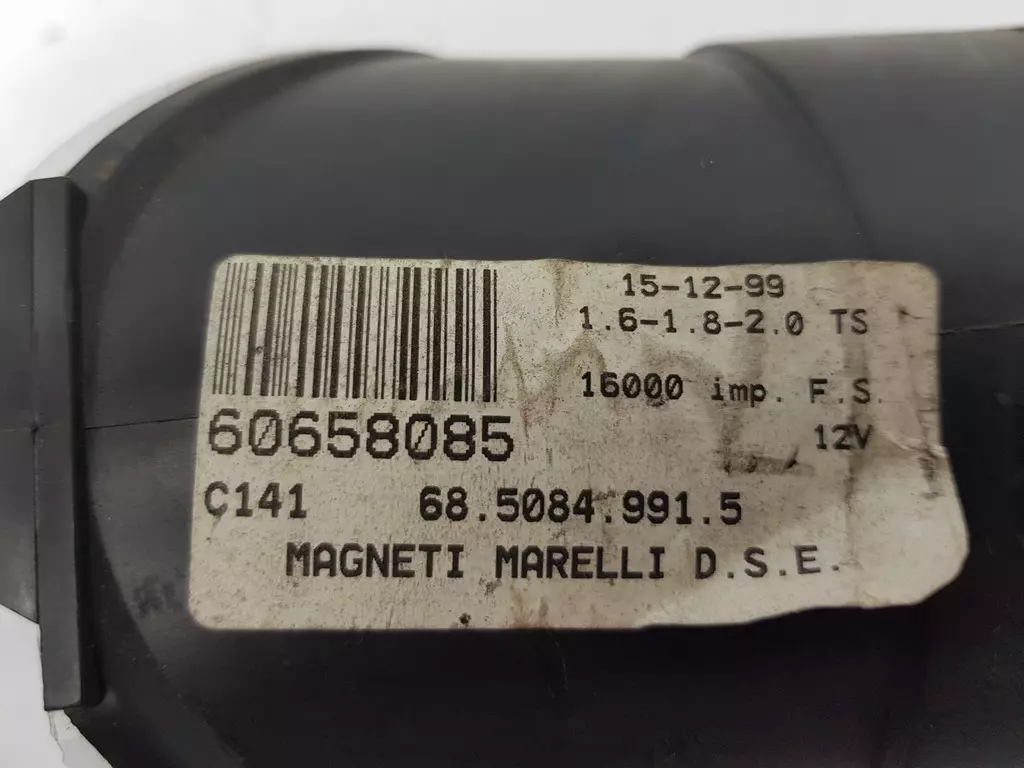 15-12-99
1.6-1.8-2.0 TS
16000 imp. F.S.
60658085
12V
C141 68.5084.991.5
MAGNETI MARELLI D.S.E.